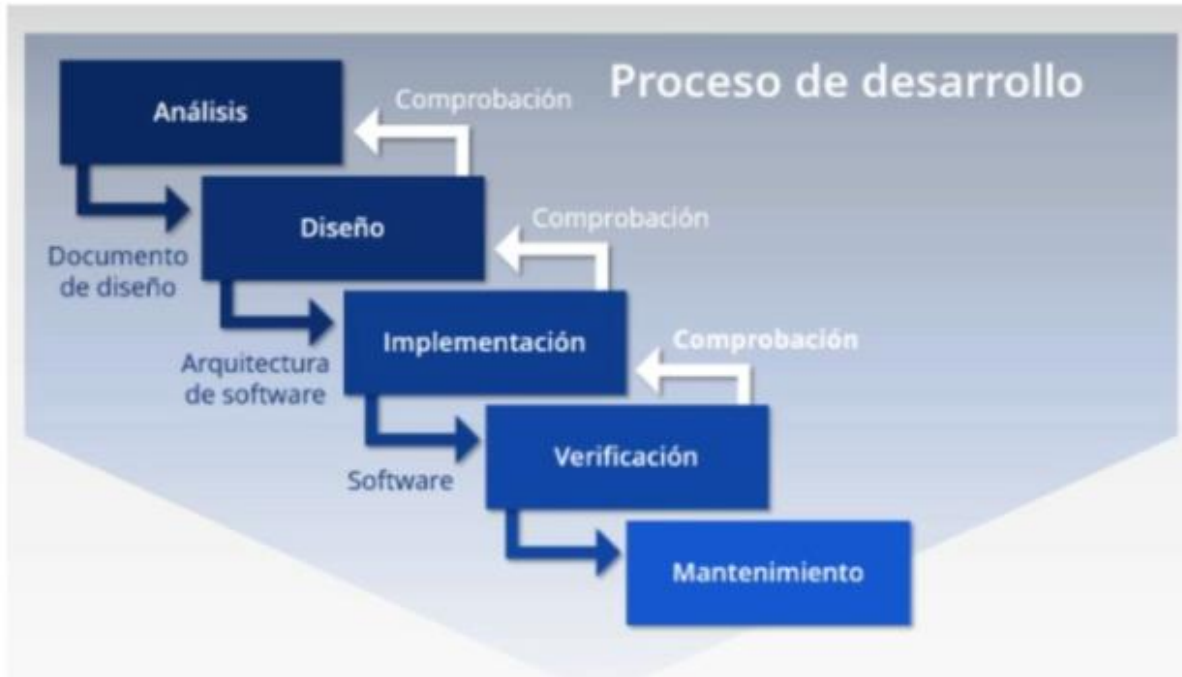 Proceso de desarrollo
Análisis
Comprobación
Diseño
Comprobación
Documento
de diseño
Implementación
Comprobación
Arquitectura
de software
Verificación
Software
Mantenimiento